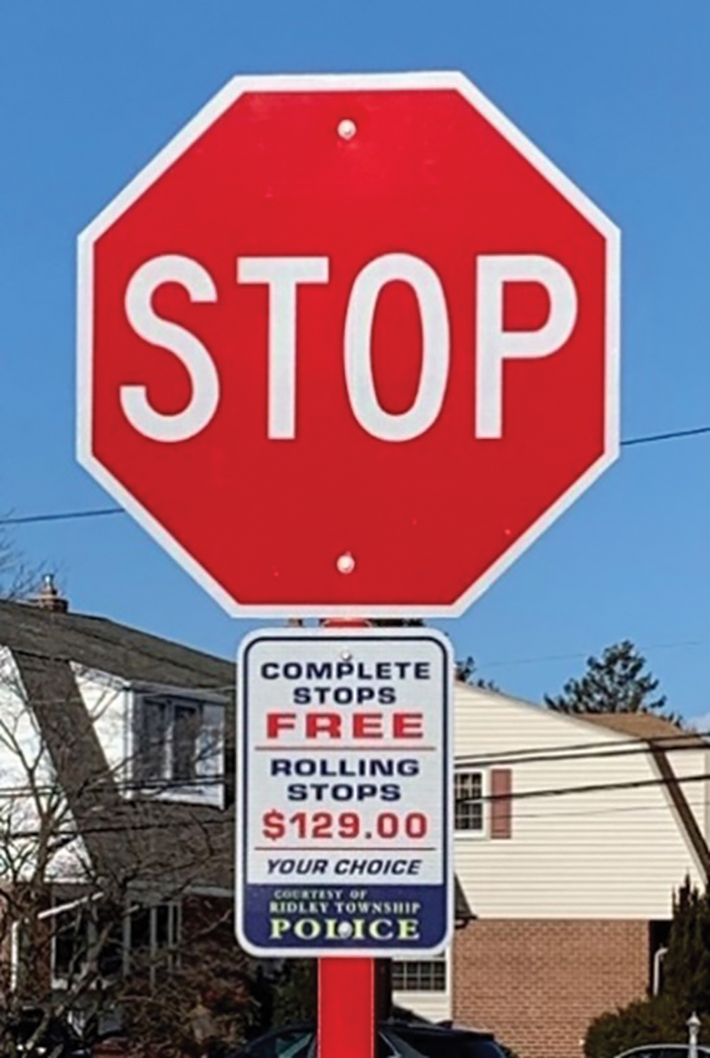 STOP
COMPLETE
STOPS
FREE
ROLLING
STOPS
$129.00
YOUR CHOICE
COURTESY OF
RIDLEY TOWNSHIP
POLICE